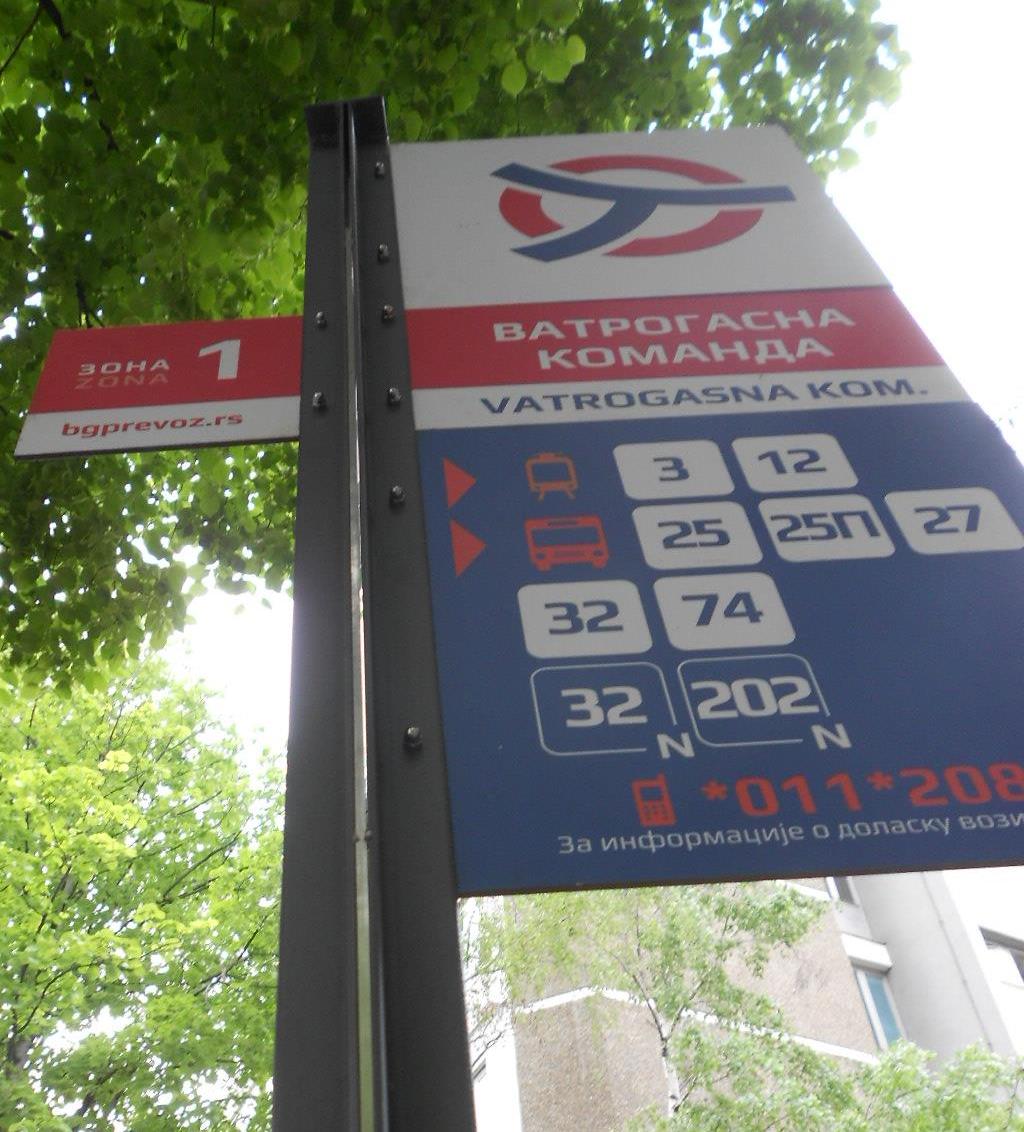 ЗОНА 1
ZONA
bgprevoz.rs
ВАТРОГАСНА
КОМАНДА
VATROGASNA KOM.
3 12
25 25П 27
32 74
32 N 202 N
*011*208
За информације о доласку